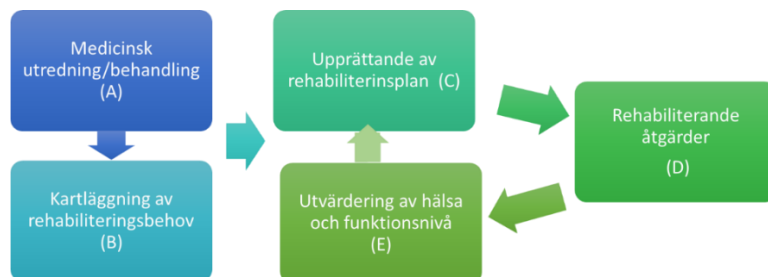 Medicinsk
utredning/behandling
(A)
Kartläggning av
rehabiliteringsbehov
(B)
Upprättande av
rehabiliterinsplan (C)
Rehabiliterande
åtgärder
(D)
Utvärdering av hälsa
och funktionsnivå
(E)